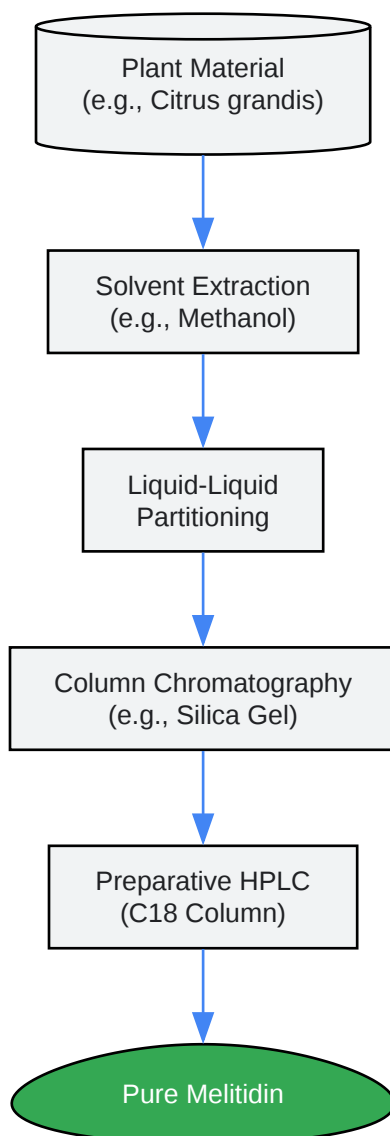 Plant Material
(e.g., Citrus grandis)
Solvent Extraction
(e.g., Methanol)
Liquid-Liquid
Partitioning
Column Chromatography
(e.g., Silica Gel)
Preparative HPLC
(C18 Column)
Pure Melitidin